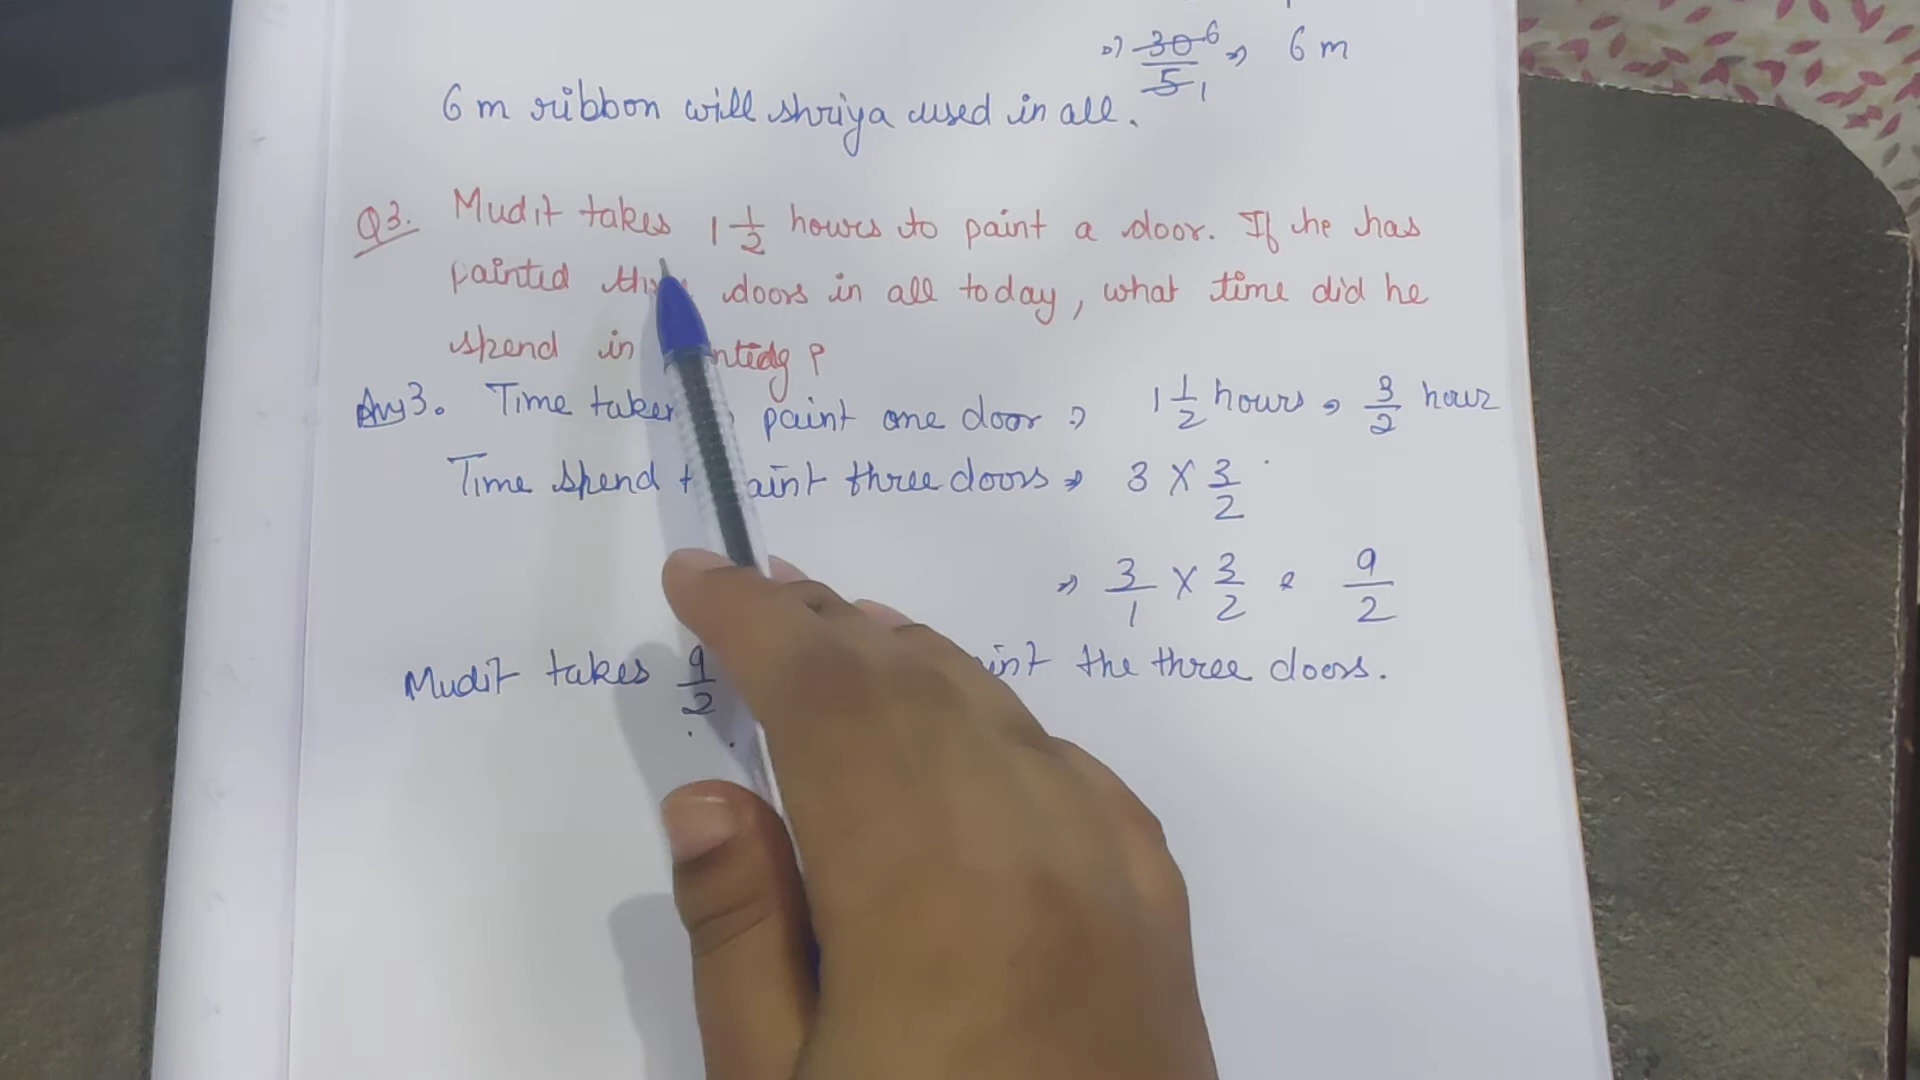 ⇒ 30 6 / 5 1 ⇒ 6 m
6 m ribbon will shriya used in all.
Q3. Mudit takes 1 1/2 hours to paint a door. If he has
painted doors in all today, what time did he
spend in
Ans3. Time paint one door ⇒ 1 1/2 hours ⇒ 3/2 hour
Time spend three doors ⇒ 3 X 3/2
⇒ 3/1 X 3/2 = 9/2
Mudit takes 9/2 the three doors.